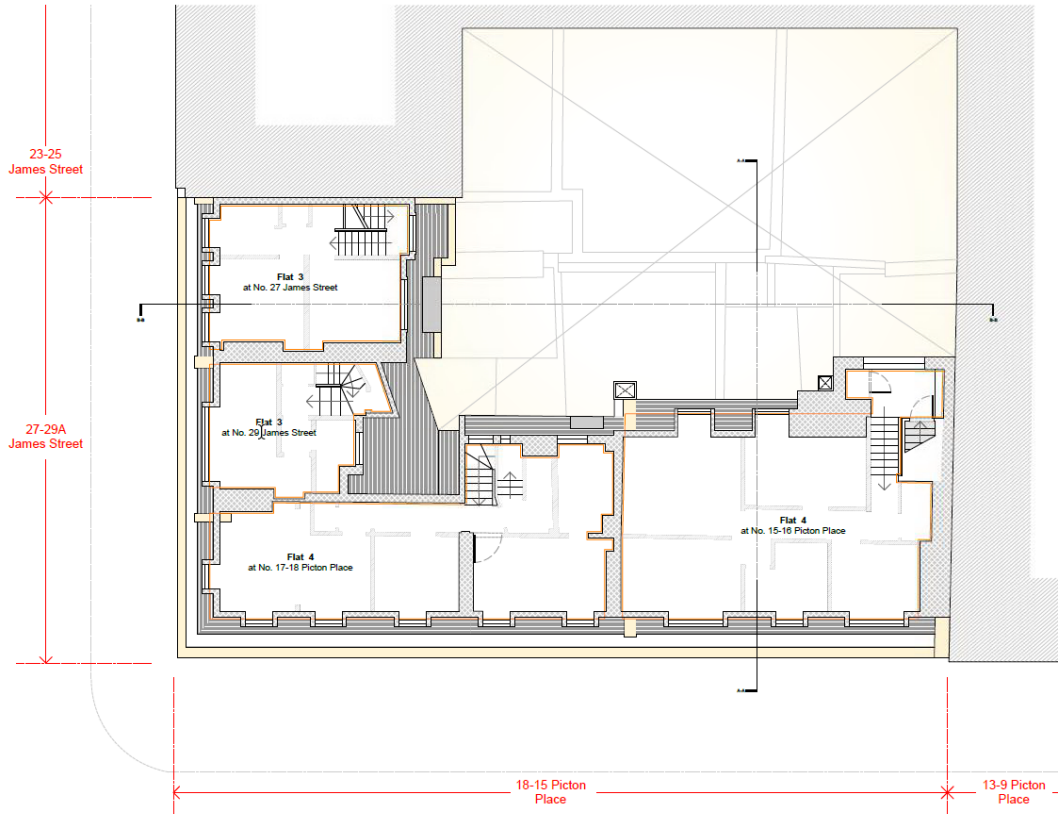 23-25
James Street
Flat 3
at No. 27 James Street
27-29A
James Street
Flat 3
at No. 29 James Street
Flat 4
at No. 15-16 Picton Place
Flat 4
at No. 17-18 Picton Place
18-15 Picton
Place
13-9 Picton
Place